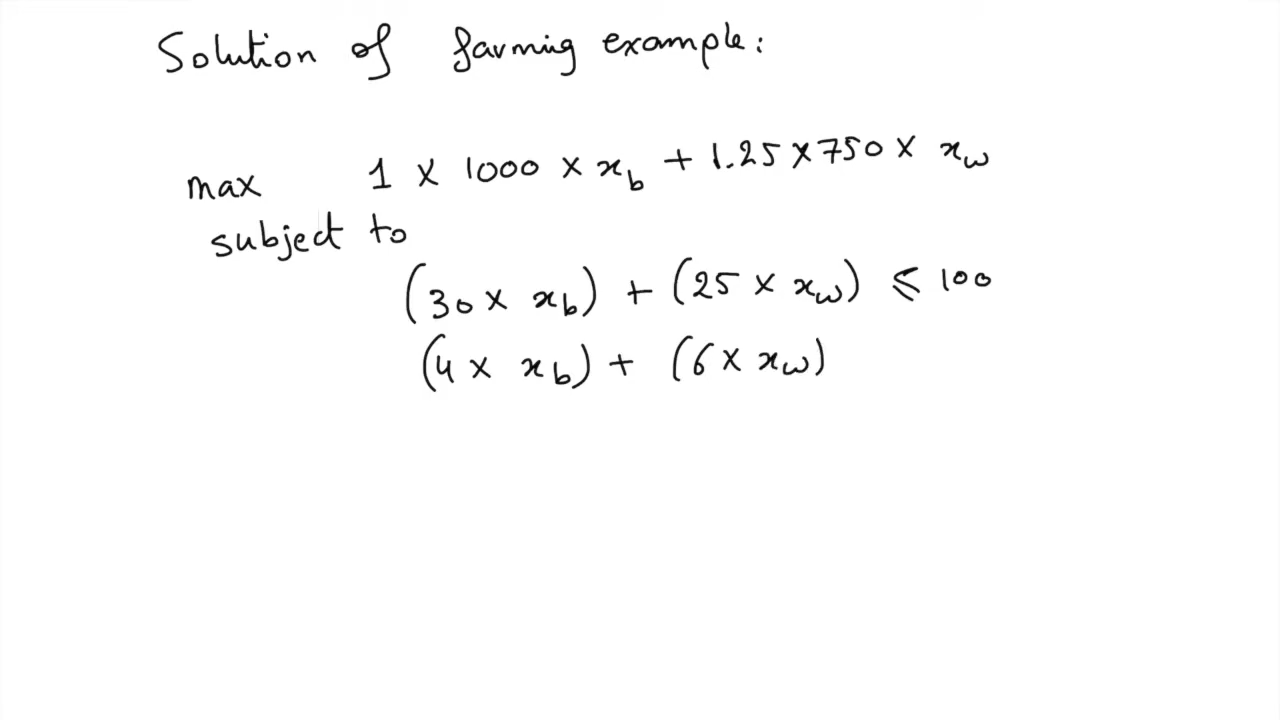 Solution of farming example:
max 1 × 1000 × x_b + 1.25 × 750 × x_w
subject to
(30 × x_b) + (25 × x_w) ⩽ 100
(4 × x_b) + (6 × x_w)